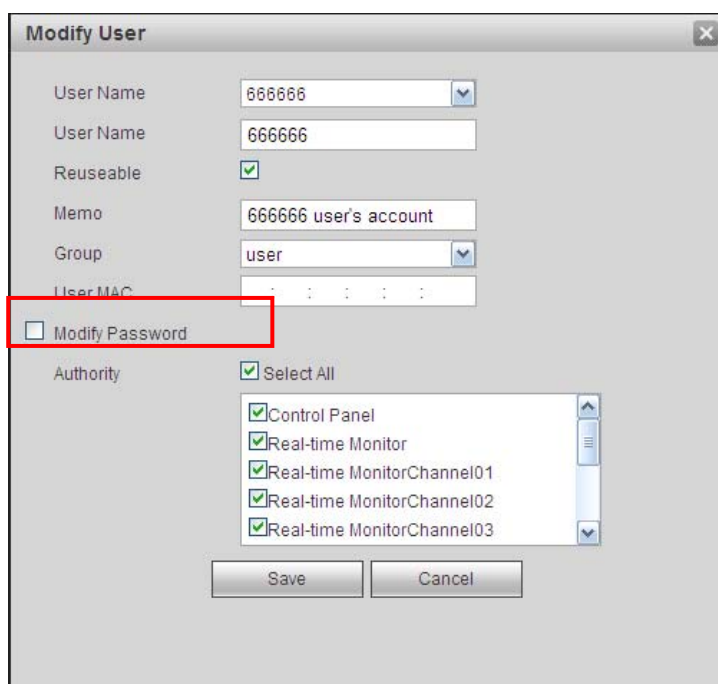 Modify User
User Name 666666
User Name 666666
Reuseable
Memo 666666 user's account
Group user
User MAC : : : : :
Modify Password
Authority Select All
Control Panel
Real-time Monitor
Real-time MonitorChannel01
Real-time MonitorChannel02
Real-time MonitorChannel03
Save Cancel